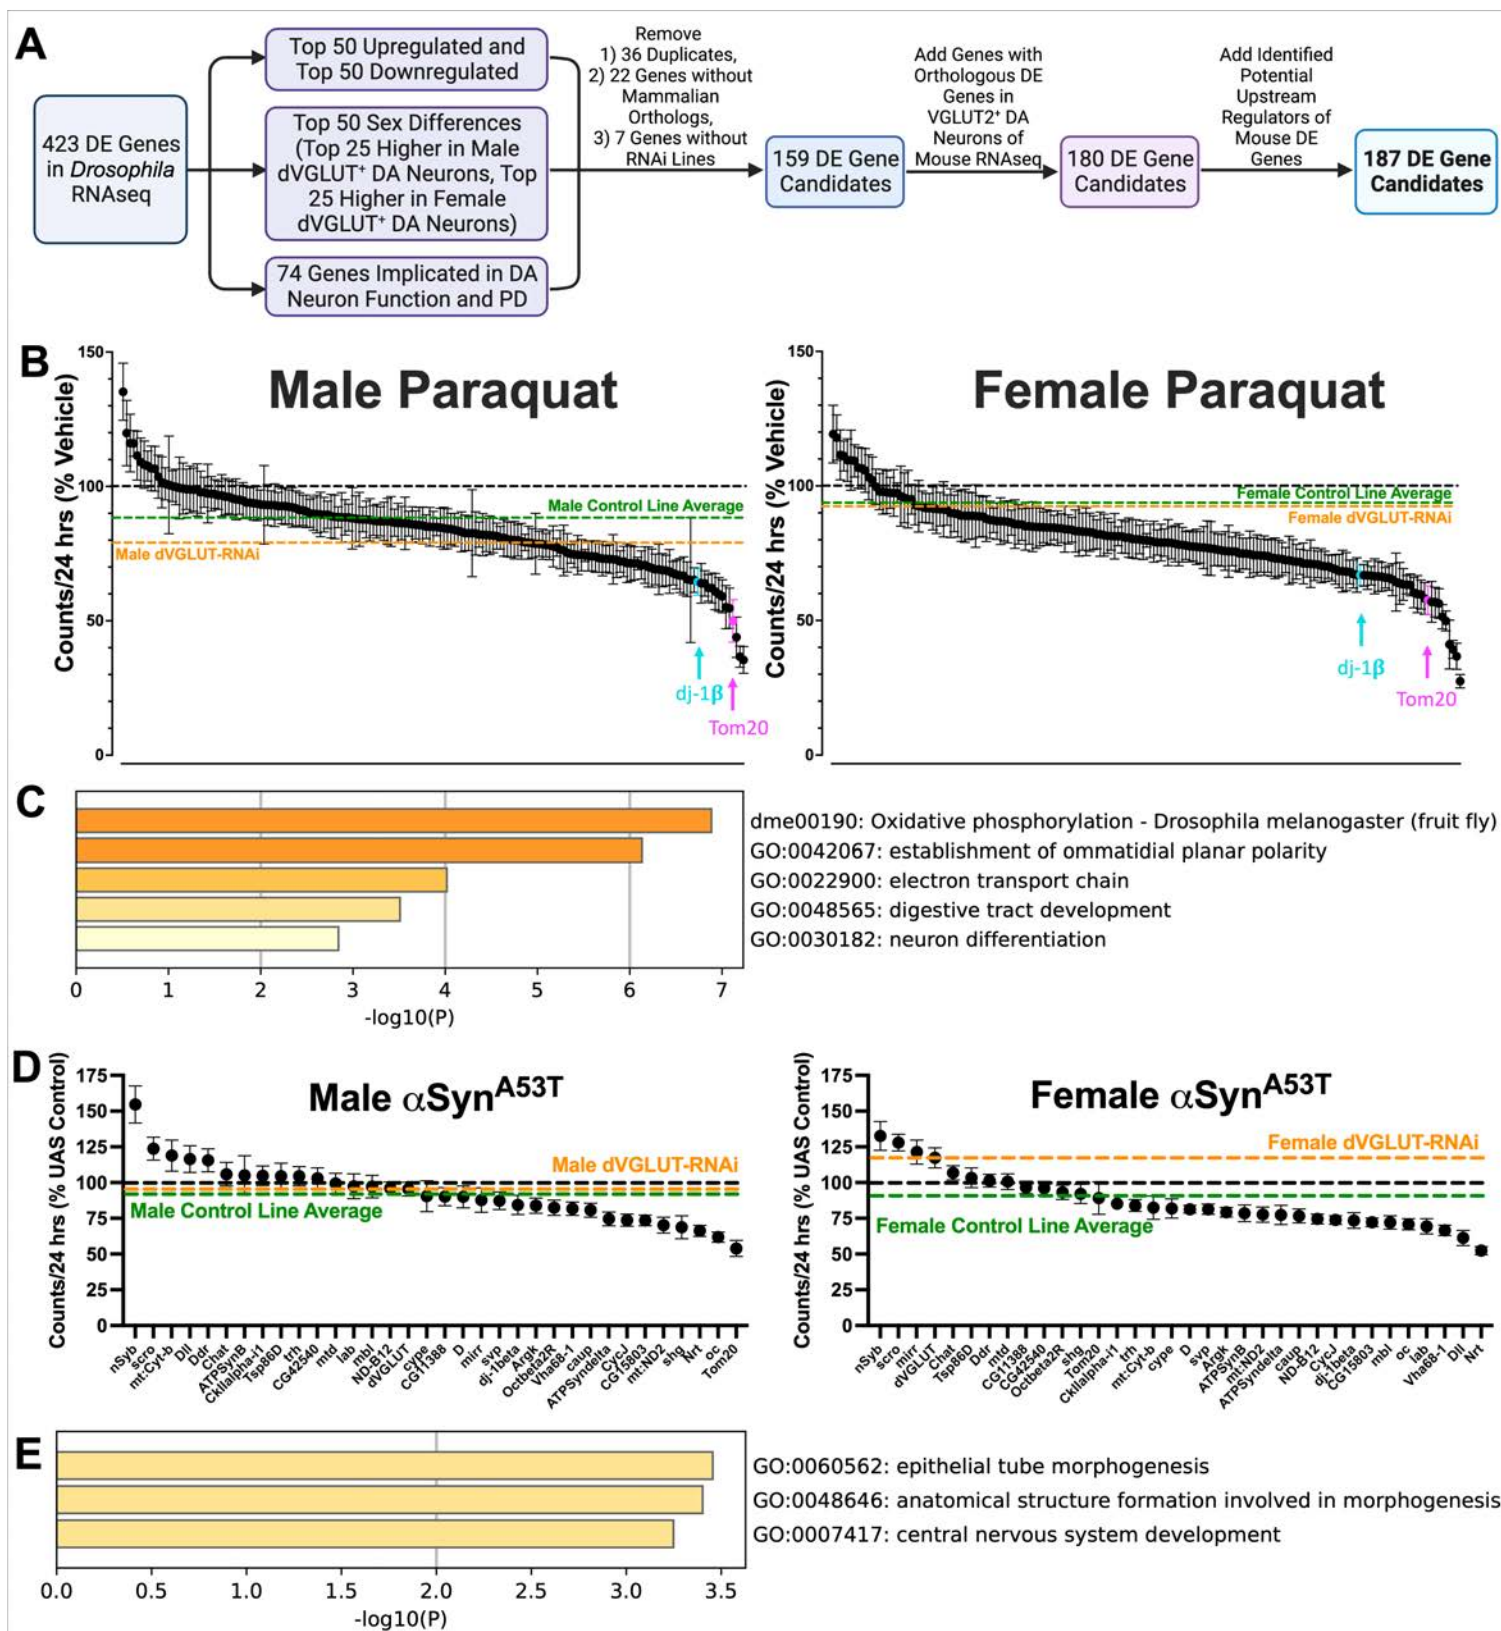 A
423 DE Genes
in Drosophila
RNAseq
Top 50 Upregulated and
Top 50 Downregulated
Top 50 Sex Differences
(Top 25 Higher in Male
dVGLUT⁺ DA Neurons, Top
25 Higher in Female
dVGLUT⁺ DA Neurons)
74 Genes Implicated in DA
Neuron Function and PD
Remove
1) 36 Duplicates,
2) 22 Genes without
Mammalian
Orthologs,
3) 7 Genes without
RNAi Lines
159 DE Gene
Candidates
Add Genes with
Orthologous DE
Genes in
VGLUT2⁺ DA
Neurons of
Mouse RNAseq
180 DE Gene
Candidates
Add Identified
Potential
Upstream
Regulators of
Mouse DE
Genes
187 DE Gene
Candidates
B
Male Paraquat
Counts/24 hrs (% Vehicle)
150
100
50
0
Male Control Line Average
Male dVGLUT-RNAi
dj-1β
Tom20
Female Paraquat
Counts/24 hrs (% Vehicle)
150
100
50
0
Female Control Line Average
Female dVGLUT-RNAi
dj-1β
Tom20
C
dme00190: Oxidative phosphorylation - Drosophila melanogaster (fruit fly)
GO:0042067: establishment of ommatidial planar polarity
GO:0022900: electron transport chain
GO:0048565: digestive tract development
GO:0030182: neuron differentiation
0 1 2 3 4 5 6 7
-log10(P)
D
Male αSynᴬ⁵³ᵀ
Counts/24 hrs (% UAS Control)
175
150
125
100
75
50
25
0
Male dVGLUT-RNAi
Male Control Line Average
nSyb scro mt:Cyt-b Dll Ddr Chat ATPSynB CkIIalpha-i1 Tsp86D trh CG42540 mtd lab mbl ND-B12 dVGLUT cype CG11388 D mirr svp dj-1beta Argk Octbeta2R Vha68-1 caup ATPSyndelta CycJ CG15803 mt:ND2 shg Nrt oc Tom20
Female αSynᴬ⁵³ᵀ
Counts/24 hrs (% UAS Control)
175
150
125
100
75
50
25
0
Female dVGLUT-RNAi
Female Control Line Average
nSyb scro mirr dVGLUT Chat Tsp86D Ddr mtd CG11388 CG42540 Octbeta2R shg Tom20 CkIIalpha-i1 trh mt:Cyt-b cype D svp Argk ATPSynB mt:ND2 ATPSyndelta caup ND-B12 CycJ dj-1beta CG15803 mbl oc lab Vha68-1 Dll Nrt
E
GO:0060562: epithelial tube morphogenesis
GO:0048646: anatomical structure formation involved in morphogenesis
GO:0007417: central nervous system development
0.0 0.5 1.0 1.5 2.0 2.5 3.0 3.5
-log10(P)